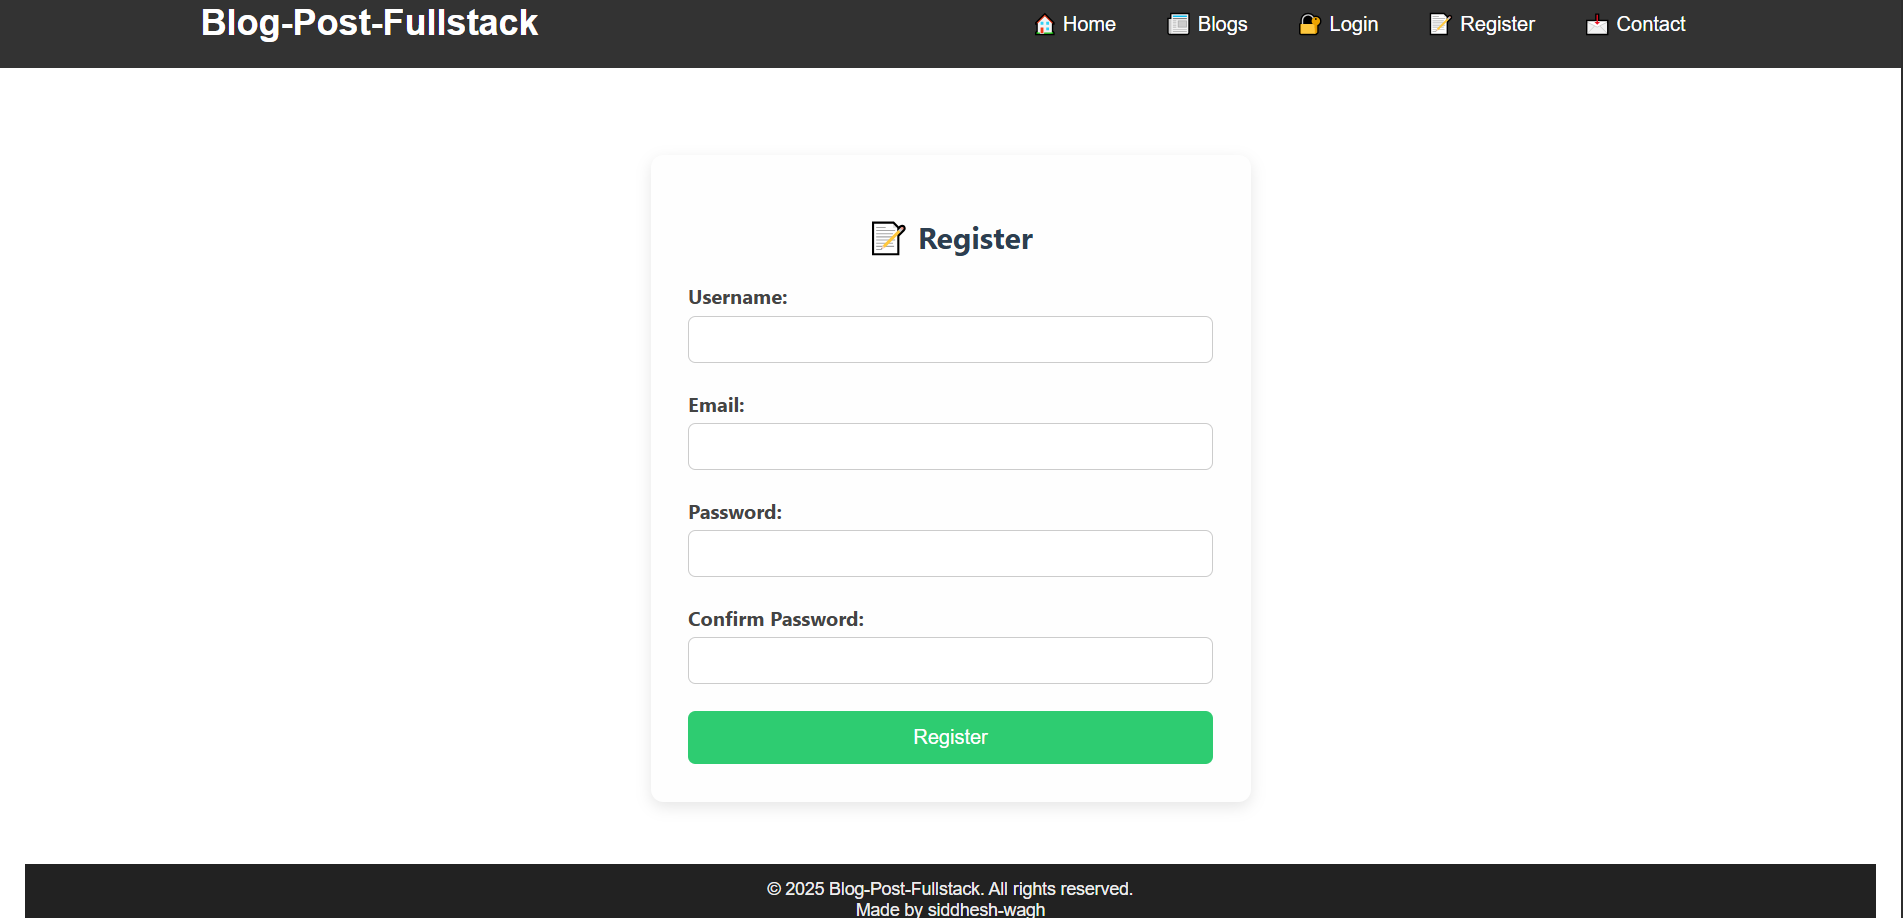 Blog-Post-Fullstack
Home Blogs Login Register Contact
Register
Username:
Email:
Password:
Confirm Password:
Register
© 2025 Blog-Post-Fullstack. All rights reserved.
Made by siddhesh-wagh